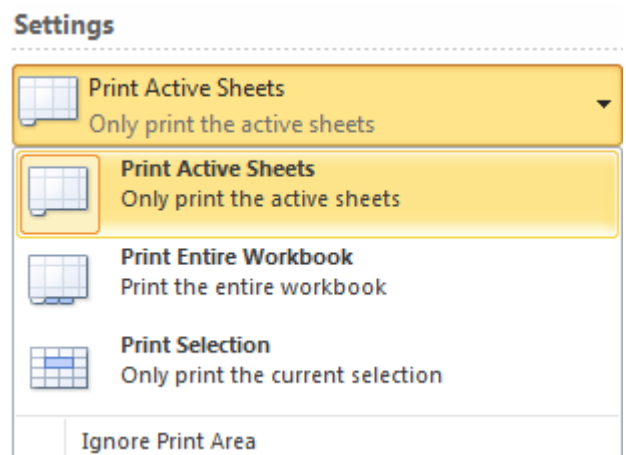 Settings
Print Active Sheets
Only print the active sheets
Print Active Sheets
Only print the active sheets
Print Entire Workbook
Print the entire workbook
Print Selection
Only print the current selection
Ignore Print Area